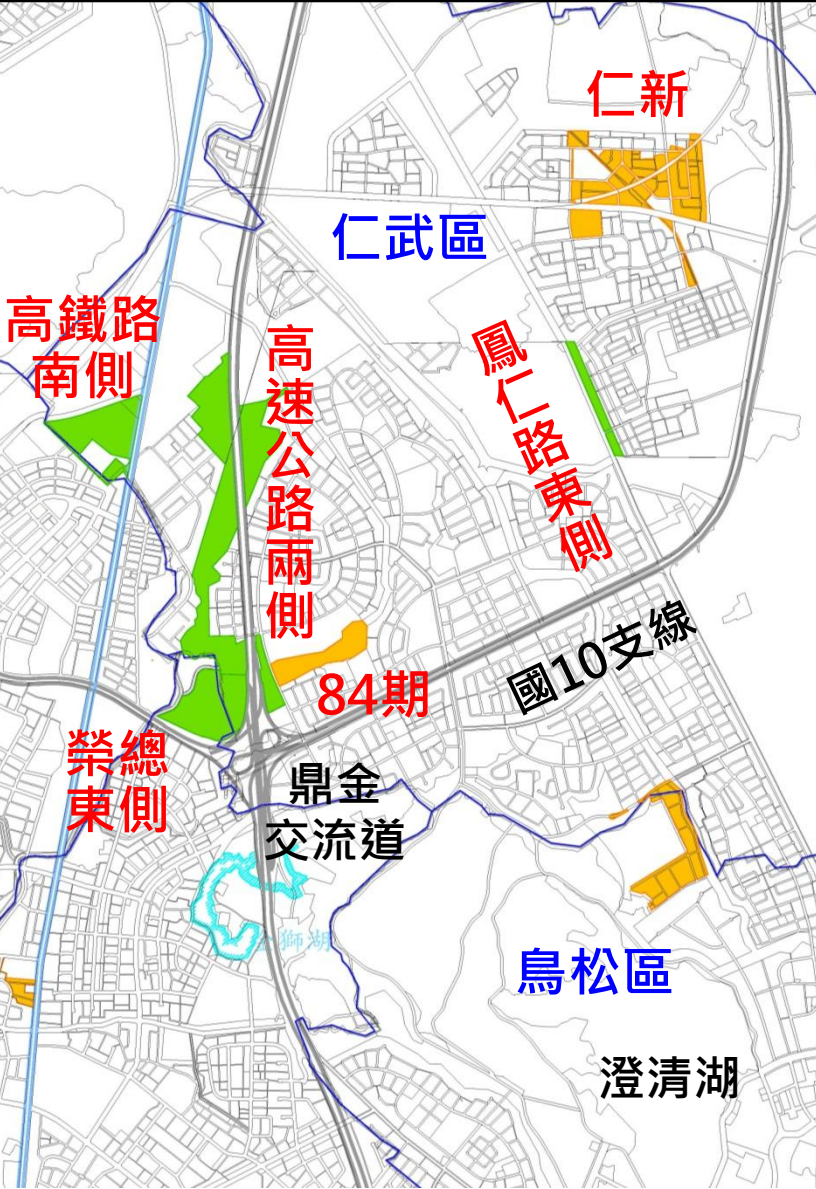 仁新
仁武區
高鐵路
南側
高速公路兩側
鳳仁路東側
國10支線
84期
榮總
東側
鼎金
交流道
獅湖
鳥松區
澄清湖